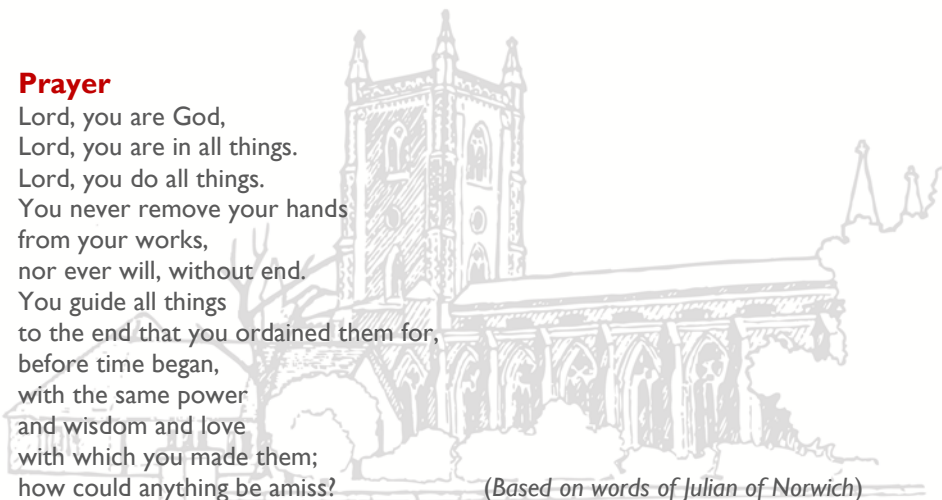 Prayer
Lord, you are God,
Lord, you are in all things.
Lord, you do all things.
You never remove your hands
from your works,
nor ever will, without end.
You guide all things
to the end that you ordained them for,
before time began,
with the same power
and wisdom and love
with which you made them;
how could anything be amiss? (Based on words of Julian of Norwich)